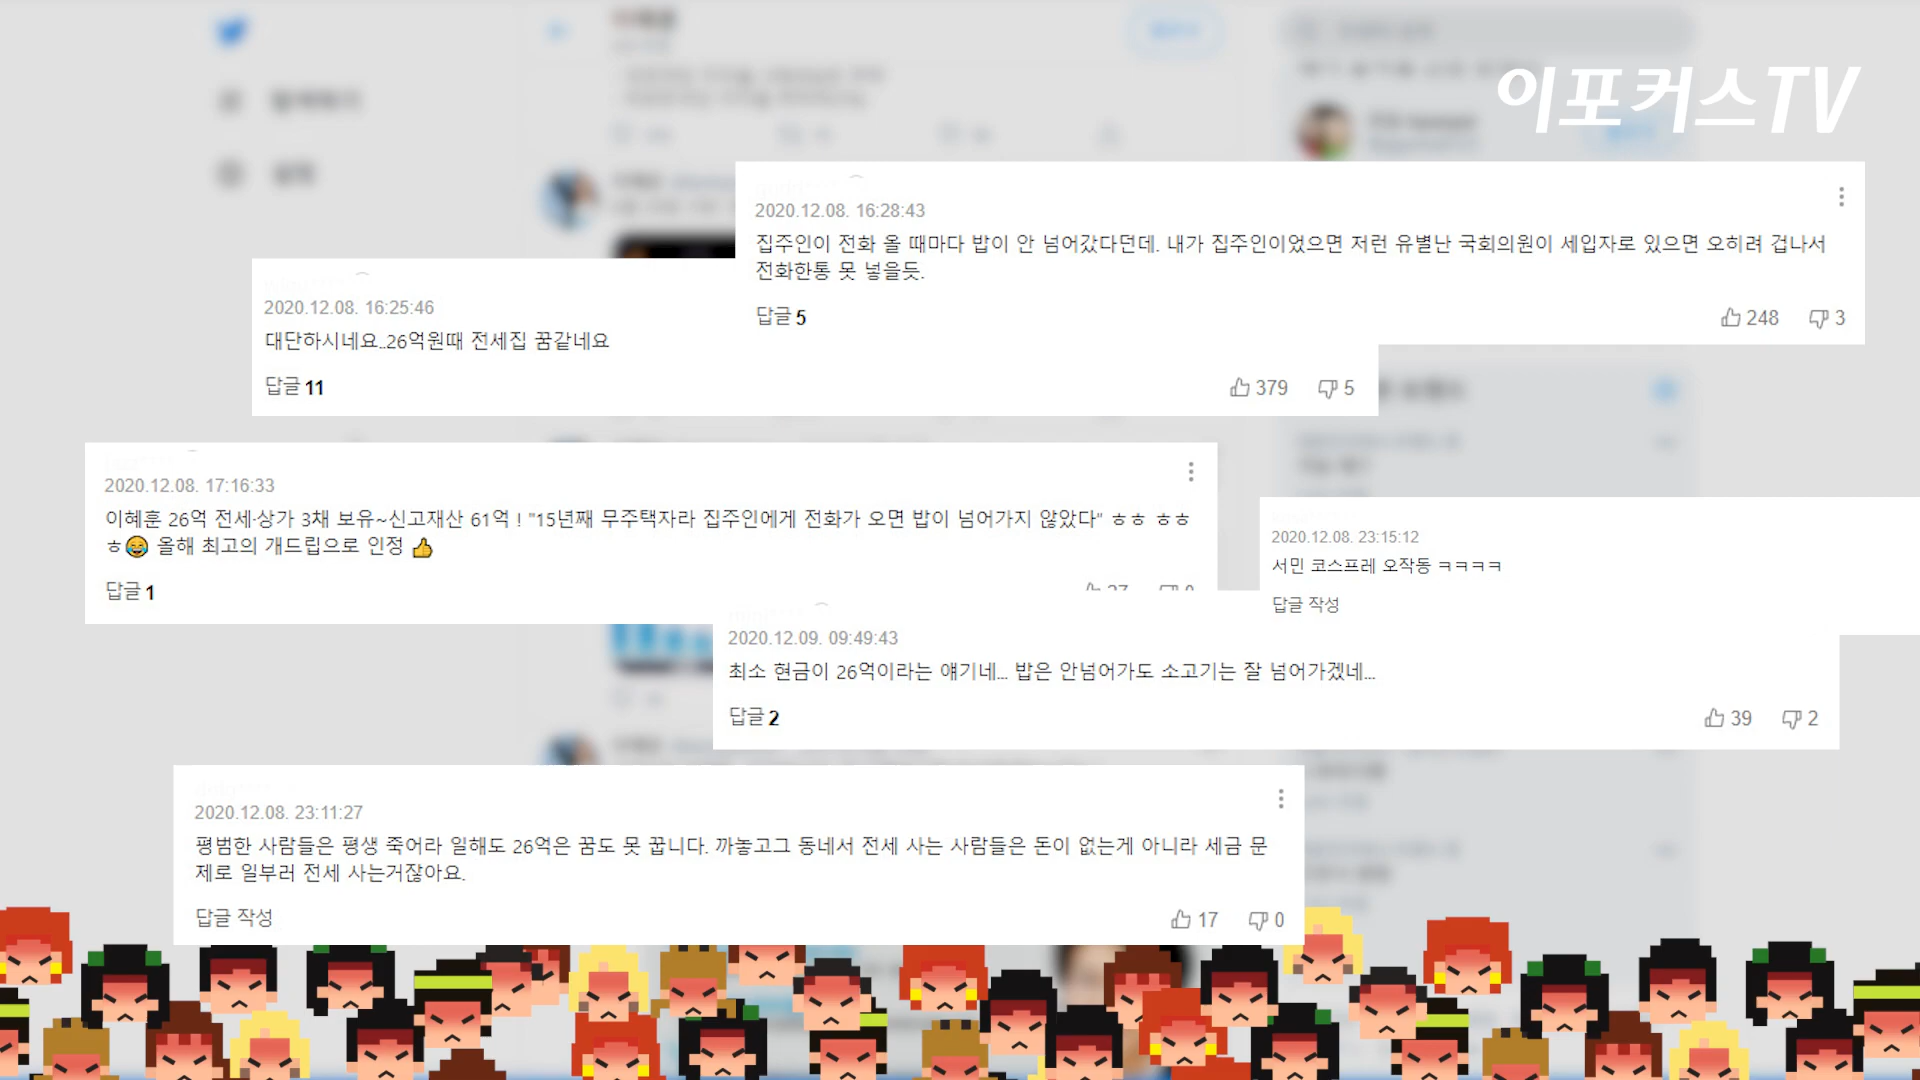 이포커스TV
2020.12.08. 16:28:43
집주인이 전화 올 때마다 밥이 안 넘어갔다던데. 내가 집주인이었으면 저런 유별난 국회의원이 세입자로 있으면 오히려 겁나서
전화한통 못 넣을듯.
답글 5
248 3
2020.12.08. 16:25:46
대단하시네요..26억원때 전세집 꿈같네요
답글 11
379 5
2020.12.08. 17:16:33
이혜훈 26억 전세·상가 3채 보유~신고재산 61억 ! "15년째 무주택자라 집주인에게 전화가 오면 밥이 넘어가지 않았다" ㅎㅎ ㅎㅎ
ㅎ😂 올해 최고의 개드립으로 인정 👍
답글 1
27 0
2020.12.08. 23:15:12
서민 코스프레 오작동 ㅋㅋㅋㅋ
답글 작성
2020.12.09. 09:49:43
최소 현금이 26억이라는 얘기네... 밥은 안넘어가도 소고기는 잘 넘어가겠네...
답글 2
39 2
2020.12.08. 23:11:27
평범한 사람들은 평생 죽어라 일해도 26억은 꿈도 못 꿉니다. 까놓고그 동네서 전세 사는 사람들은 돈이 없는게 아니라 세금 문
제로 일부러 전세 사는거잖아요.
답글 작성
17 0